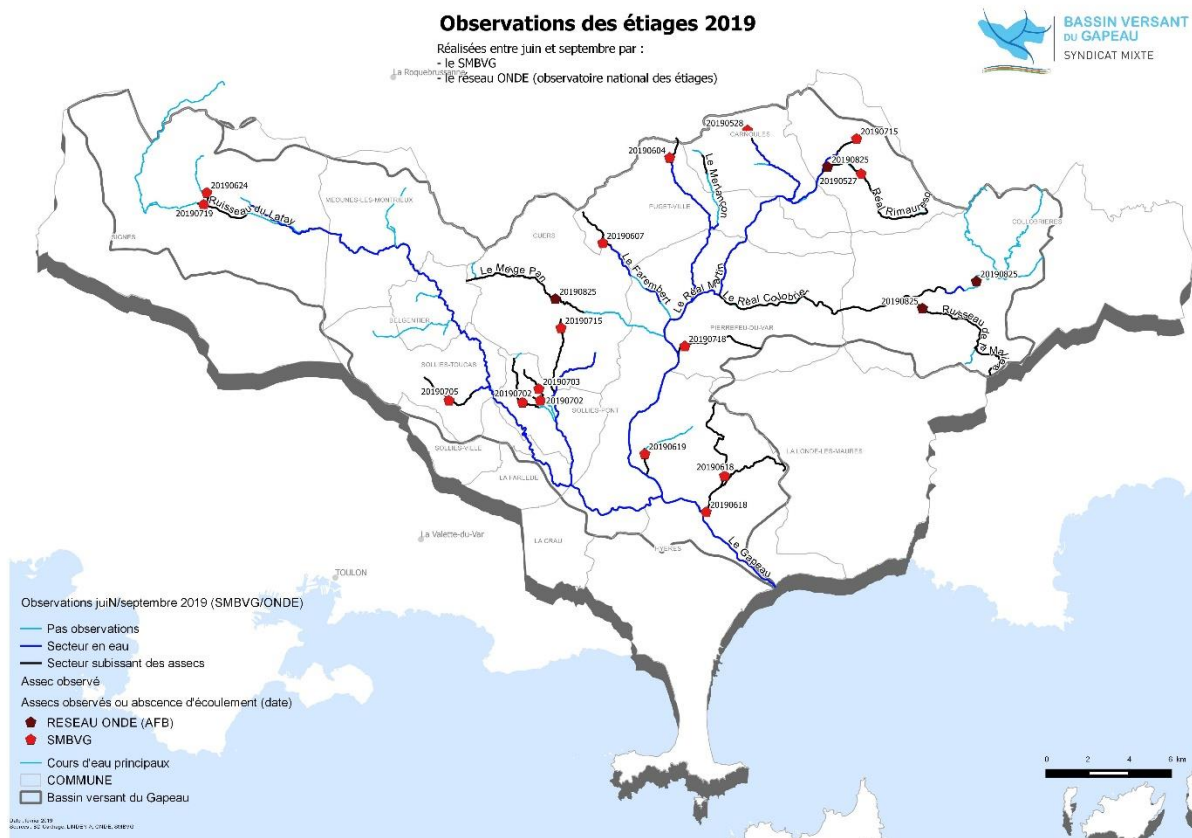 Observations des étiages 2019
Réalisées entre juin et septembre par :
- le SMBVG
- le réseau ONDE (observatoire national des étiages)
BASSIN VERSANT
DU GAPEAU
SYNDICAT MIXTE
La Roquebrussanne
20190528
CARNOULES
20190715
20190604
20190825
20190527
Le Merlançon
Réal Rimauresq
20190624
20190719
Ruisseau du Latay
MEOUNES-LES-MONTRIEUX
PUGET-VILLE
COLLOBRIERES
SIGNES
CUERS
20190607
Le Farembert
Le Réal Martin
Le Meige Pan
20190825
20190825
Le Réal Collobrier
20190825
BELGENTIER
20190715
PIERREFEU-DU-VAR
20190718
SOLLIES-TOUCAS
20190703
20190705
20190702
20190702
SOLLIES-PONT
SOLLIES-VILLE
20190619
20190618
LA LONDE-LES-MAURES
LA FARLEDE
20190618
La Valette-du-Var
LA CRAU
HYERES
Le Gapeau
TOULON
Observations juiN/septembre 2019 (SMBVG/ONDE)
Pas observations
Secteur en eau
Secteur subissant des assecs
Assec observé
Assecs observés ou absence d'écoulement (date)
RESEAU ONDE (AFB)
SMBVG
Cours d'eau principaux
COMMUNE
Bassin versant du Gapeau
0 2 4 6 km